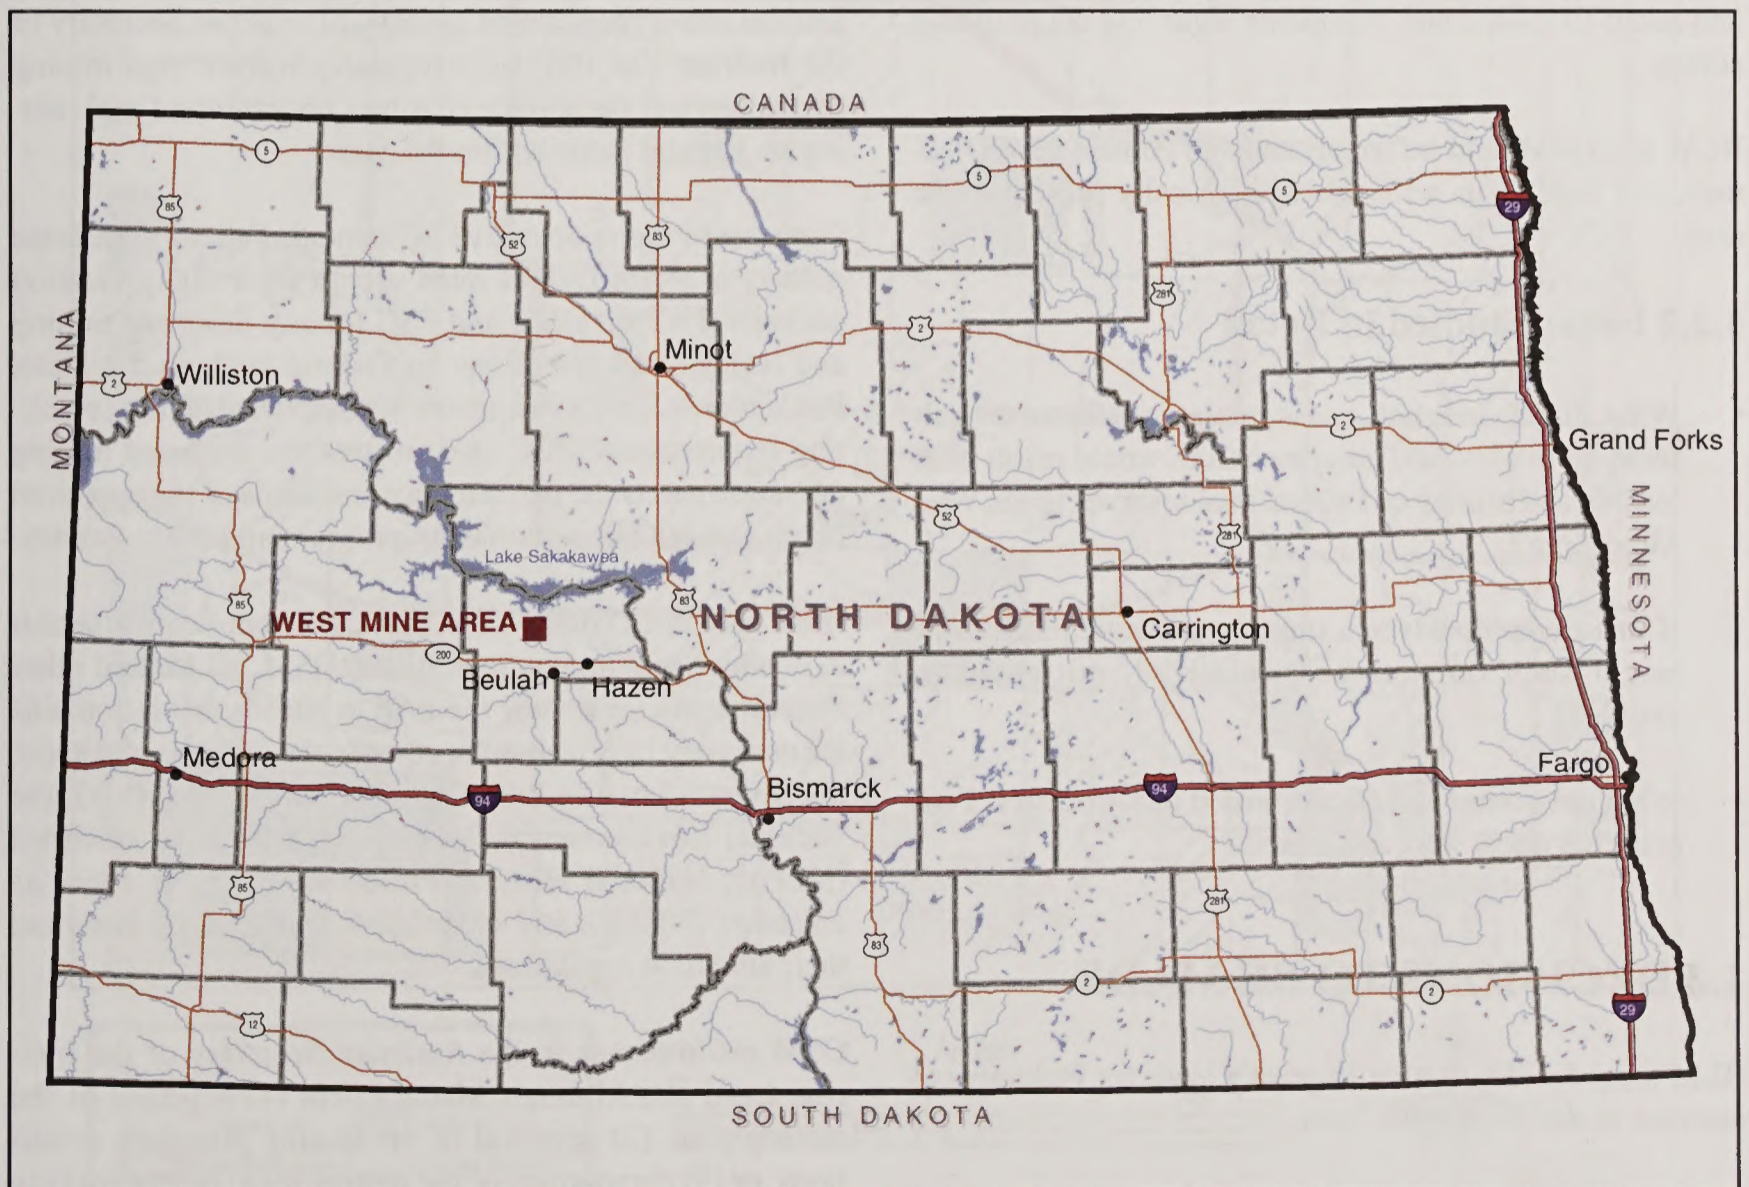 CANADA
5
5
5
85
29
52
83
281
2
Minot
Williston
2
MONTANA
2
Grand Forks
MINNESOTA
52
281
Lake Sakakawea
85
83
WEST MINE AREA
NORTH DAKOTA
Carrington
200
Beulah
Hazen
Medora
Fargo
Bismarck
94
94
85
281
83
2
2
29
12
SOUTH DAKOTA